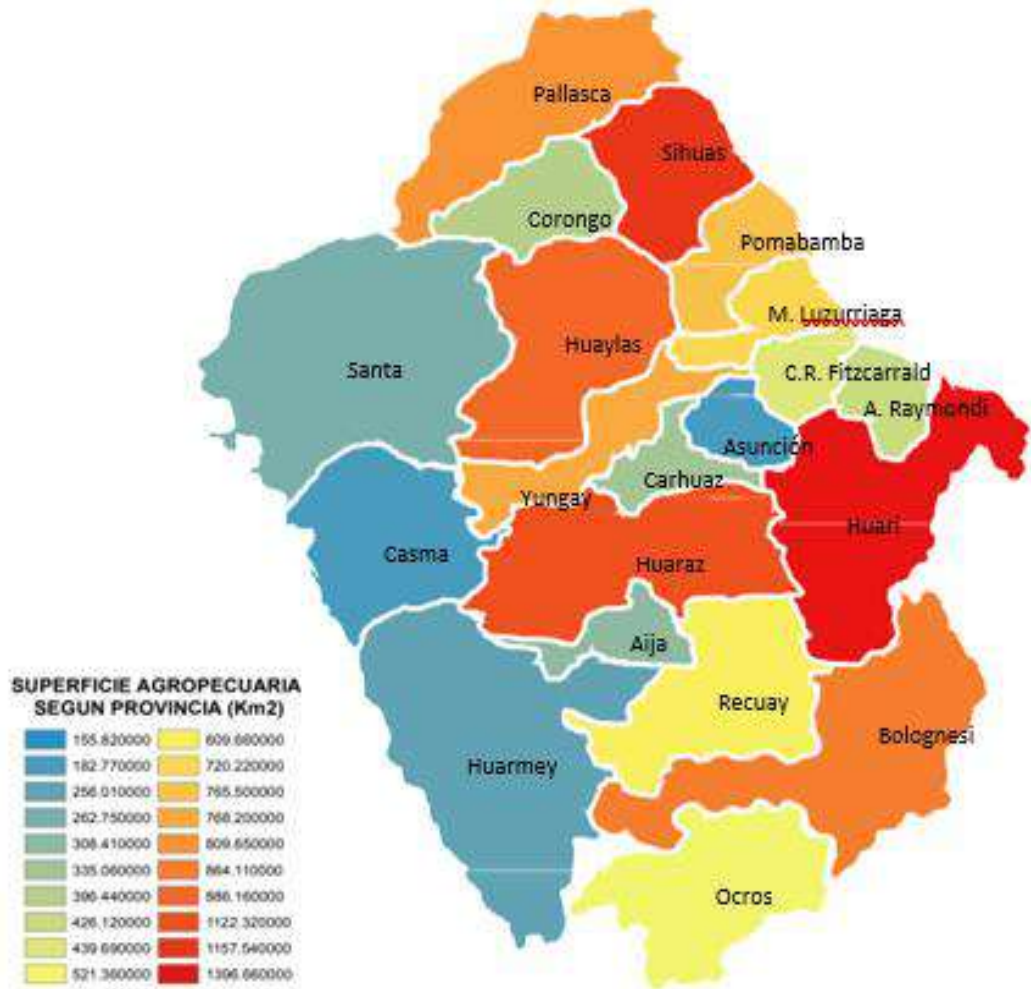 Pallasca
Sihuas
Corongo
Pomabamba
M. Luzurriaga
Huaylas
Santa
C.R. Fitzcarrald
A. Raymondi
Asunción
Carhuaz
Yungay
Huari
Casma
Huaraz
Aija
Recuay
Bolognesi
Huarmey
Ocros
SUPERFICIE AGROPECUARIA
SEGUN PROVINCIA (Km2)
155.820000 609.660000
182.770000 720.220000
256.010000 765.500000
262.750000 768.200000
308.410000 809.650000
335.060000 864.110000
396.440000 886.160000
426.120000 1122.320000
439.690000 1157.540000
521.360000 1396.660000